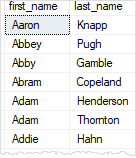 first_name last_name
Aaron Knapp
Abbey Pugh
Abby Gamble
Abram Copeland
Adam Henderson
Adam Thornton
Addie Hahn